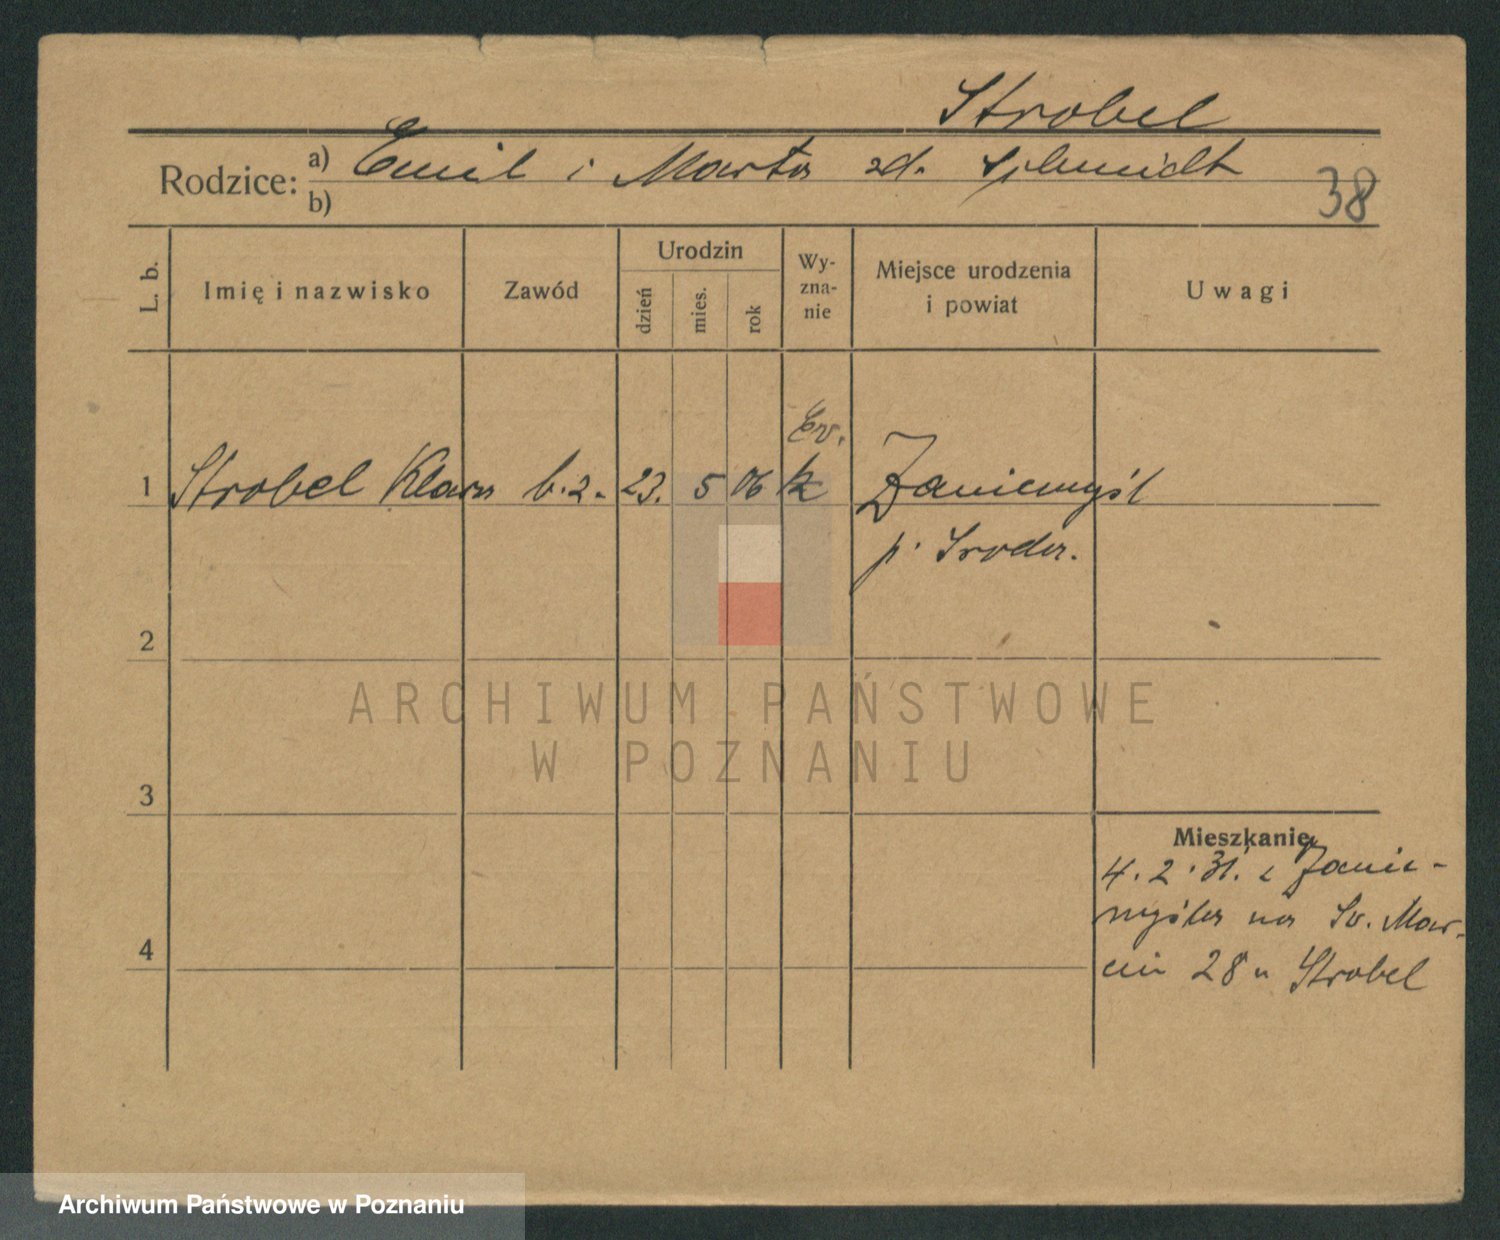 Strobel
Rodzice: a) Emil i Marta zd. Schmidt
b)
38
L. b.
Imię i nazwisko
Zawód
Urodzin
dzień
mies.
rok
Wy-
zna-
nie
Miejsce urodzenia
i powiat
Uwagi
Ev.
1 Strobel Klara b.z. 23. 5 06 k Zaniemyśl
p. Sroda.
2
ARCHIWUM PAŃSTWOWE
W POZNANIU
3
Mieszkanie
4. 2. 31. z Zanie-
myśla na Sv. Mar-
cin 28 u Strobel
4
Archiwum Państwowe w Poznaniu